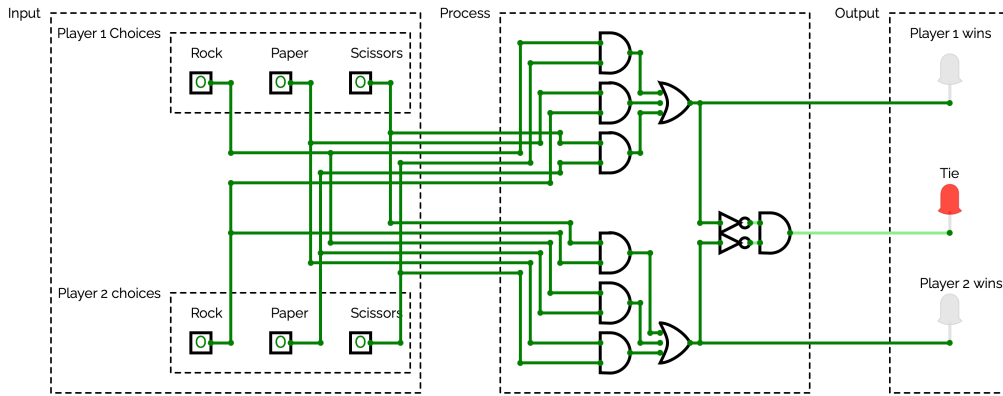 Input
Process
Output
Player 1 Choices
Player 1 wins
Rock
Paper
Scissors
0
0
0
Tie
Player 2 wins
Player 2 choices
Rock
Paper
Scissors
0
0
0